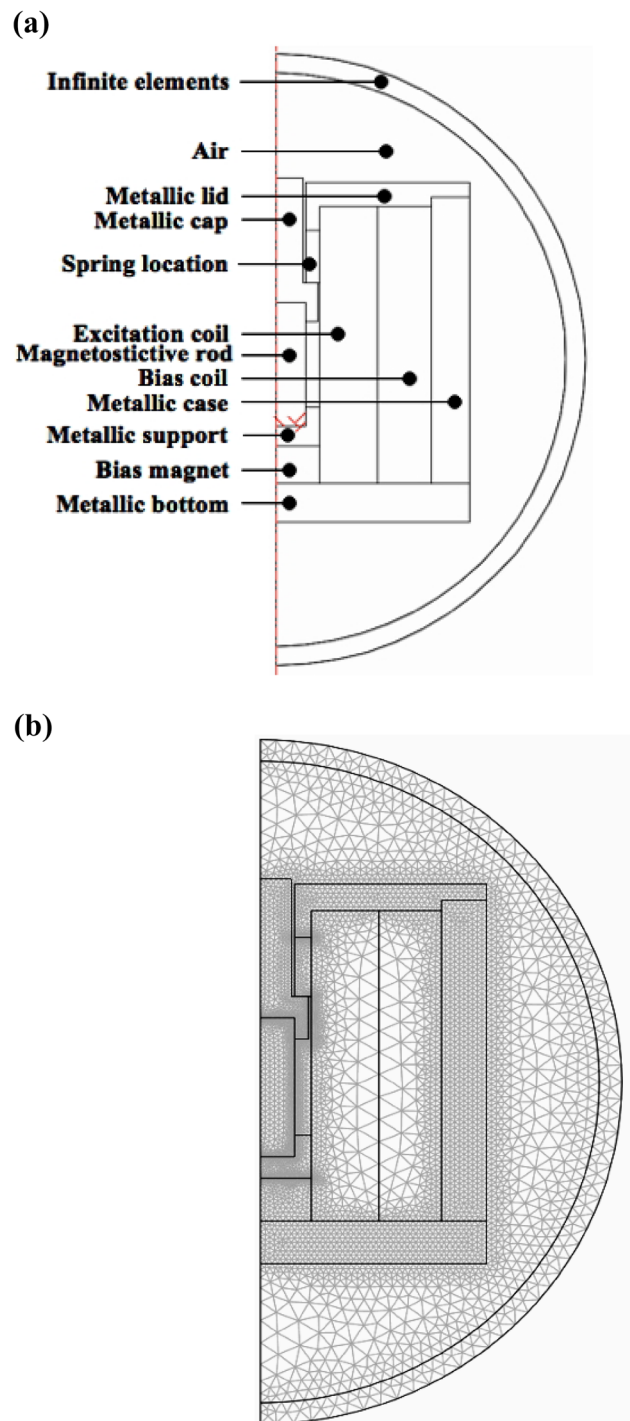 (a)
Infinite elements
Air
Metallic lid
Metallic cap
Spring location
Excitation coil
Magnetostictive rod
Bias coil
Metallic case
Metallic support
Bias magnet
Metallic bottom
(b)